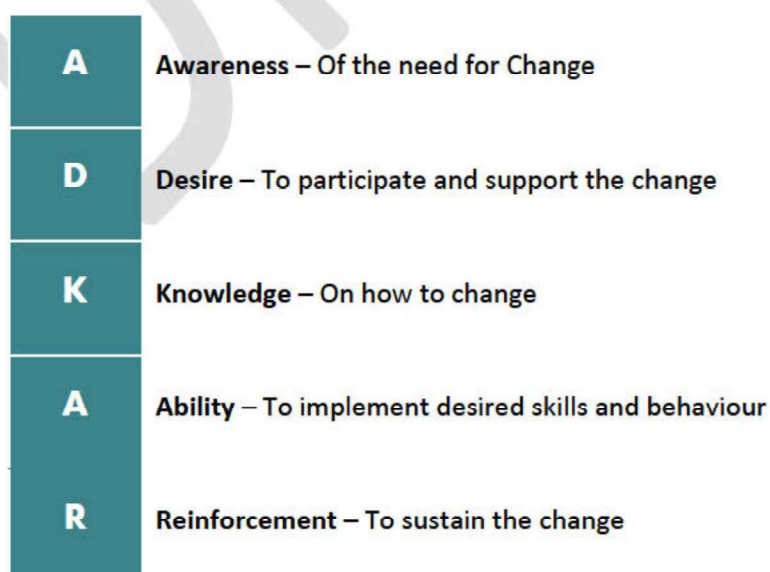 A Awareness – Of the need for Change
D Desire – To participate and support the change
K Knowledge – On how to change
A Ability – To implement desired skills and behaviour
R Reinforcement – To sustain the change